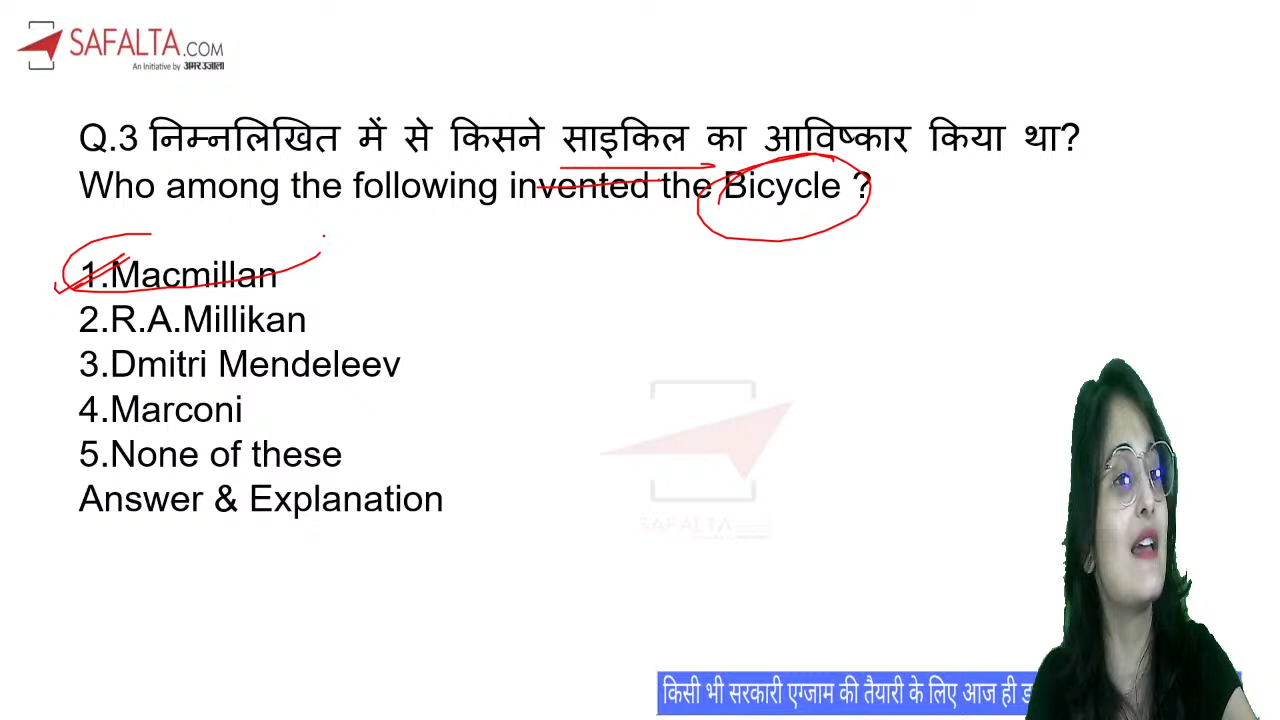 SAFALTA.COM
An Initiative by अमर उजाला
Q.3 निम्नलिखित में से किसने साइकिल का आविष्कार किया था?
Who among the following invented the Bicycle ?
1.Macmillan
2.R.A.Millikan
3.Dmitri Mendeleev
4.Marconi
5.None of these
Answer & Explanation
SAFALTA
किसी भी सरकारी एग्जाम की तैयारी के लिए आज ही